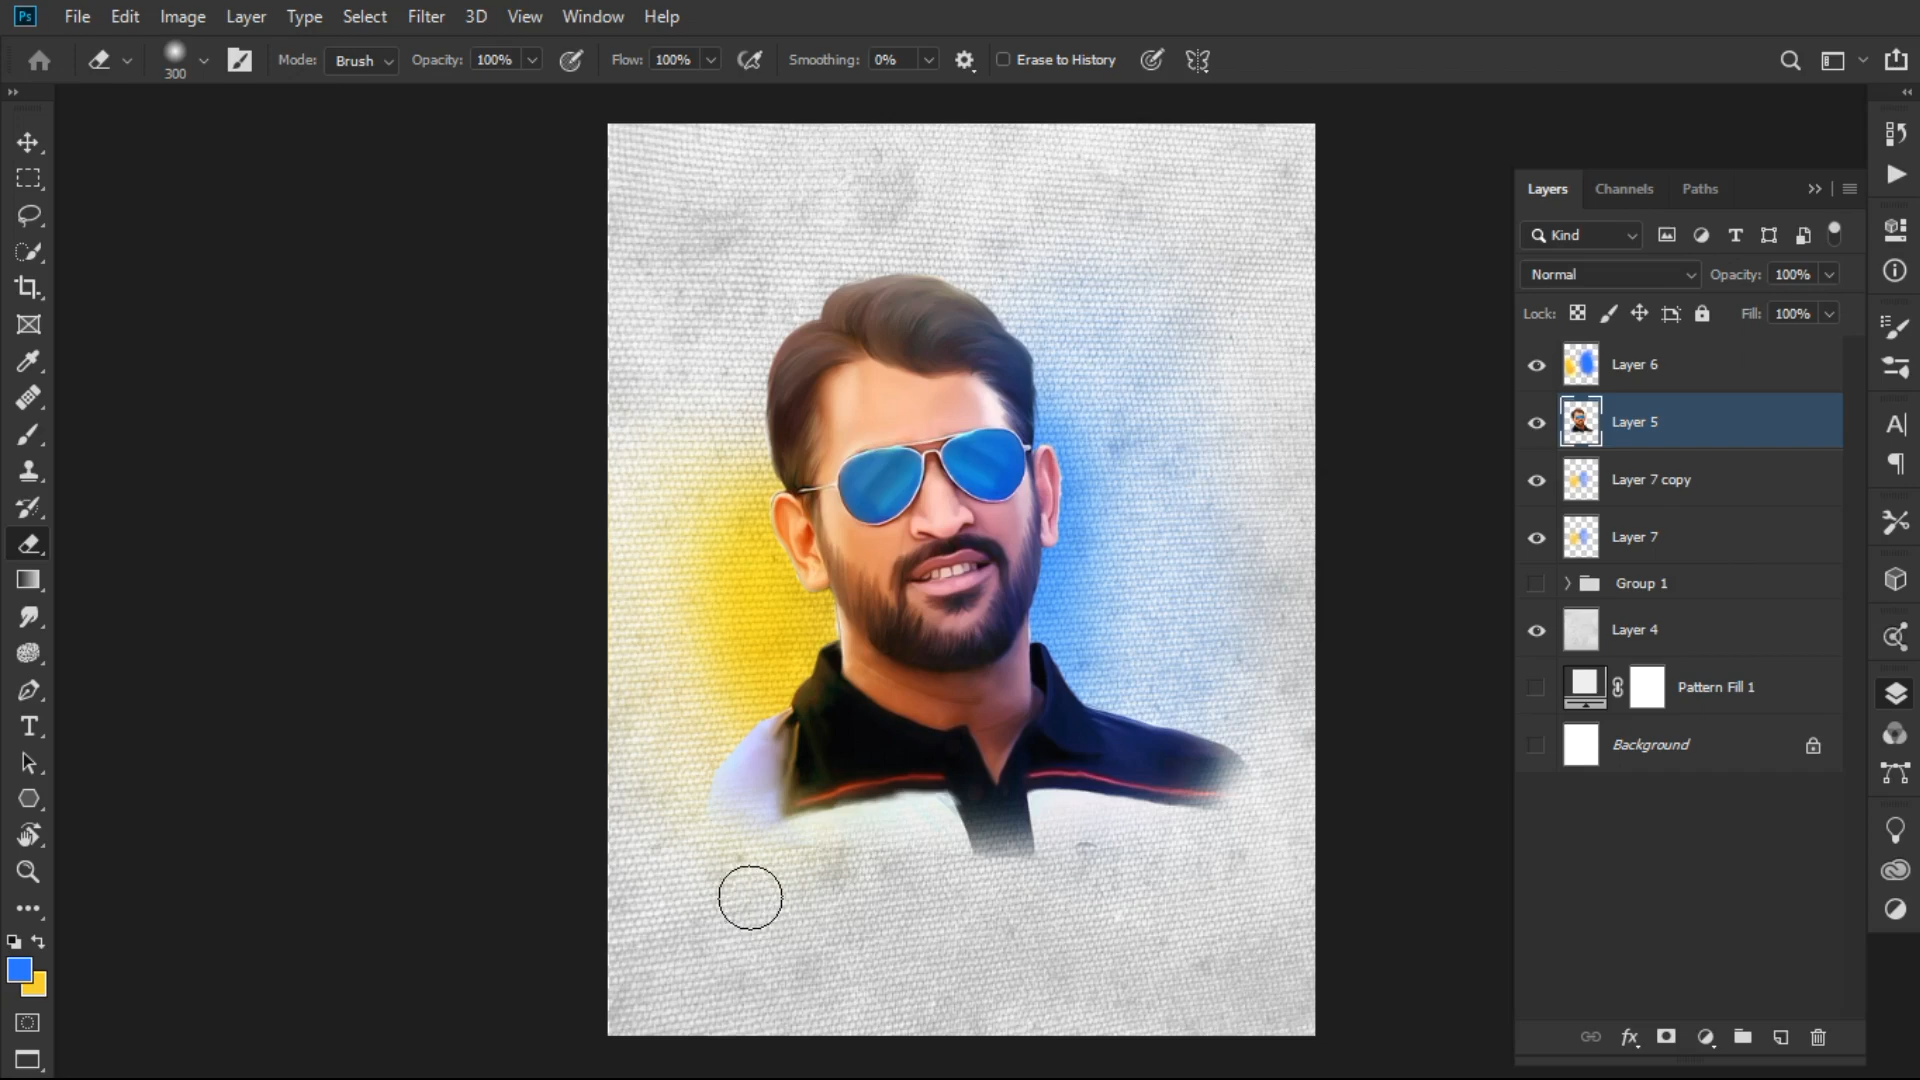 Ps File Edit Image Layer Type Select Filter 3D View Window Help
300 Mode: Brush Opacity: 100% Flow: 100% Smoothing: 0% Erase to History
Layers Channels Paths
Kind
Normal Opacity: 100%
Lock: Fill: 100%
Layer 6
Layer 5
Layer 7 copy
Layer 7
Group 1
Layer 4
Pattern Fill 1
Background